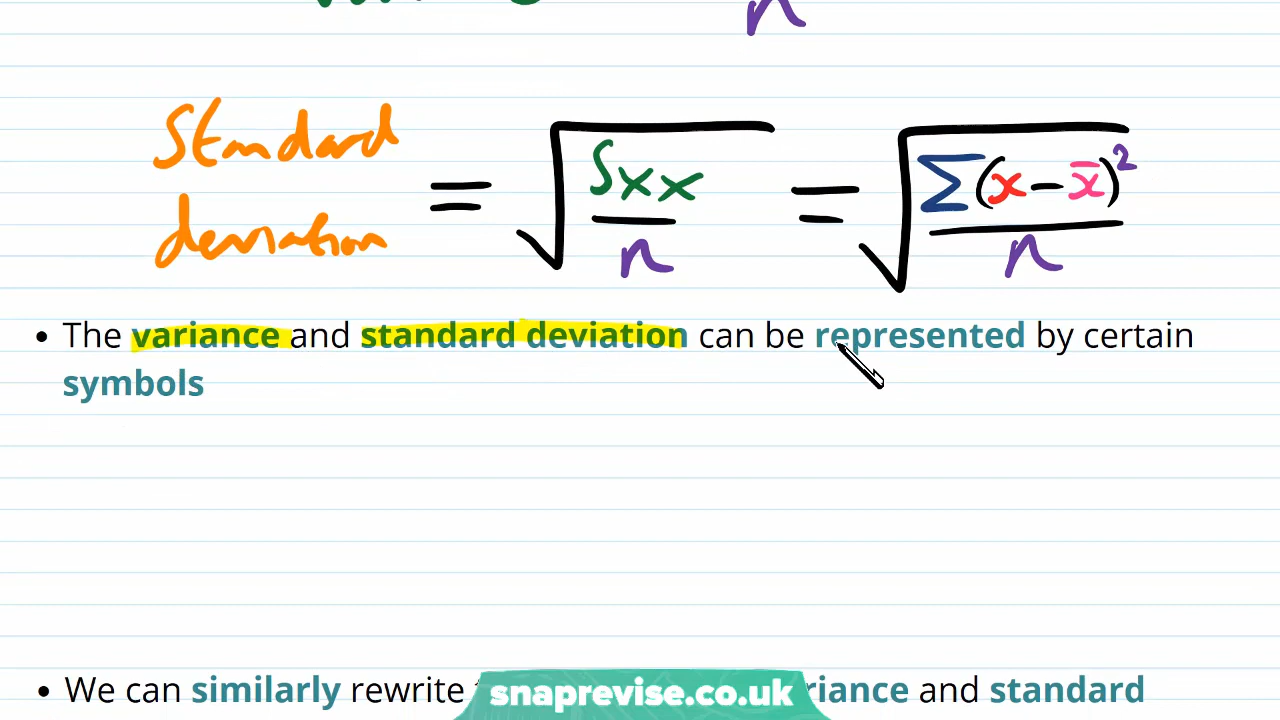 n
Standard
deviation
= √(Sxx/n) = √(Σ(x−x̄)²/n)
• The variance and standard deviation can be represented by certain
symbols
• We can similarly rewrite
riance and standard
snaprevise.co.uk